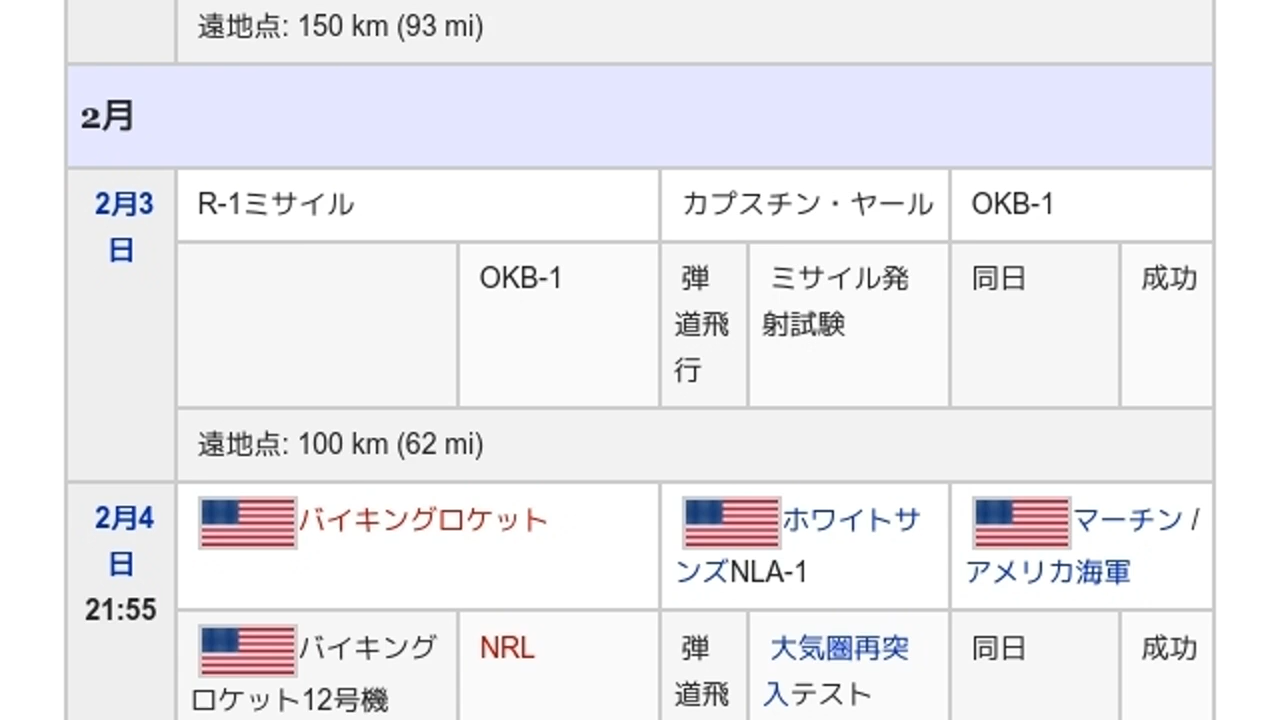 遠地点: 150 km (93 mi)
2月
2月3
日
R-1ミサイル
カプスチン・ヤール
OKB-1
OKB-1
弾
道飛
行
ミサイル発
射試験
同日
成功
遠地点: 100 km (62 mi)
2月4
日
21:55
バイキングロケット
ホワイトサ
ンズNLA-1
マーチン /
アメリカ海軍
バイキング
ロケット12号機
NRL
弾
道飛
大気圏再突
入テスト
同日
成功